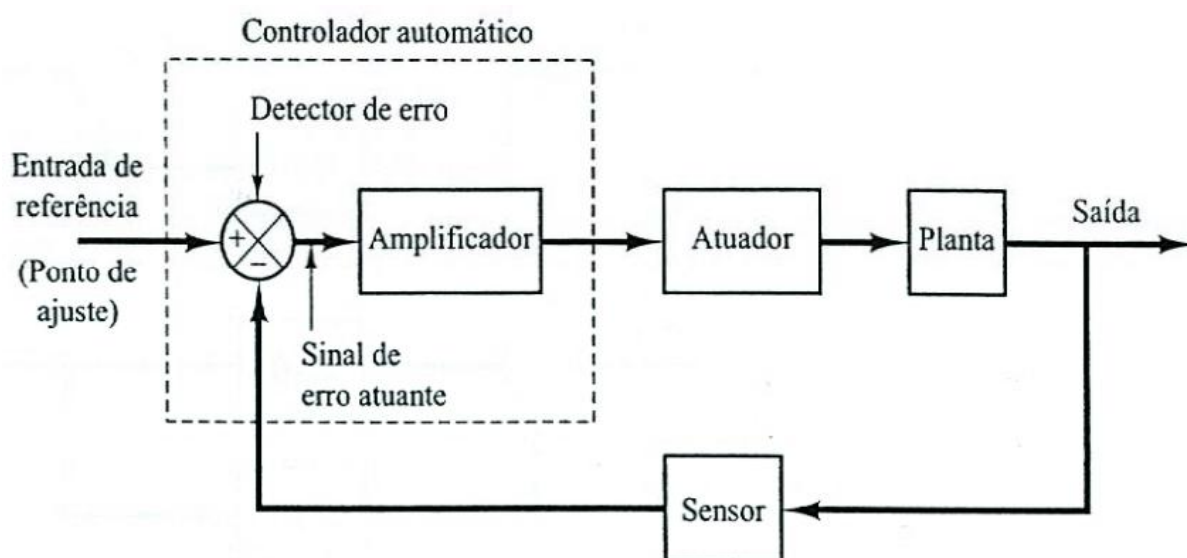 Controlador automático
Detector de erro
Entrada de
referência
(Ponto de
ajuste)
+
−
Amplificador
Atuador
Planta
Saída
Sinal de
erro atuante
Sensor